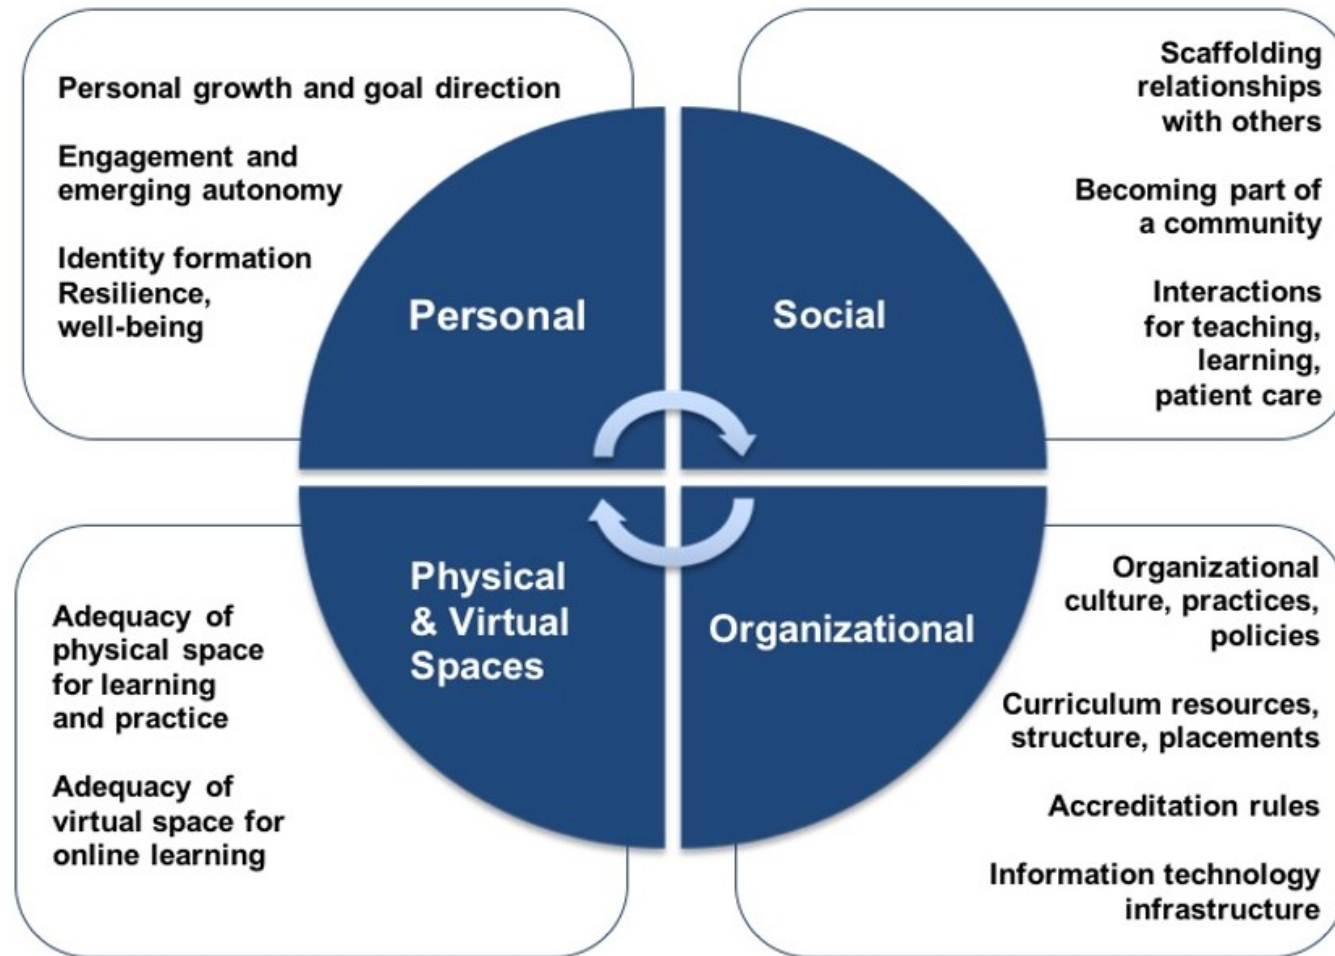 Personal growth and goal direction
Engagement and
emerging autonomy
Identity formation
Resilience,
well-being
Personal
Scaffolding
relationships
with others
Becoming part of
a community
Interactions
for teaching,
learning,
patient care
Social
Adequacy of
physical space
for learning
and practice
Adequacy of
virtual space for
online learning
Physical
& Virtual
Spaces
Organizational
Organizational
culture, practices,
policies
Curriculum resources,
structure, placements
Accreditation rules
Information technology
infrastructure